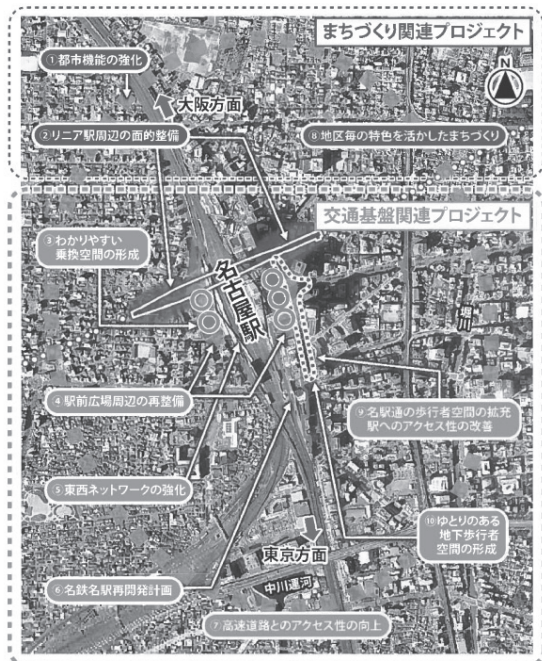 まちづくり関連プロジェクト
①都市機能の強化
N
大阪方面
②リニア駅周辺の面的整備
⑧地区毎の特色を活かしたまちづくり
交通基盤関連プロジェクト
③わかりやすい
乗換空間の形成
名古屋駅
④駅前広場周辺の再整備
⑨名駅通の歩行者空間の拡充
駅へのアクセス性の改善
⑤東西ネットワークの強化
⑩ゆとりのある
地下歩行者
空間の形成
東京方面
⑥名鉄名駅再開発計画
中川運河
⑦高速道路とのアクセス性の向上